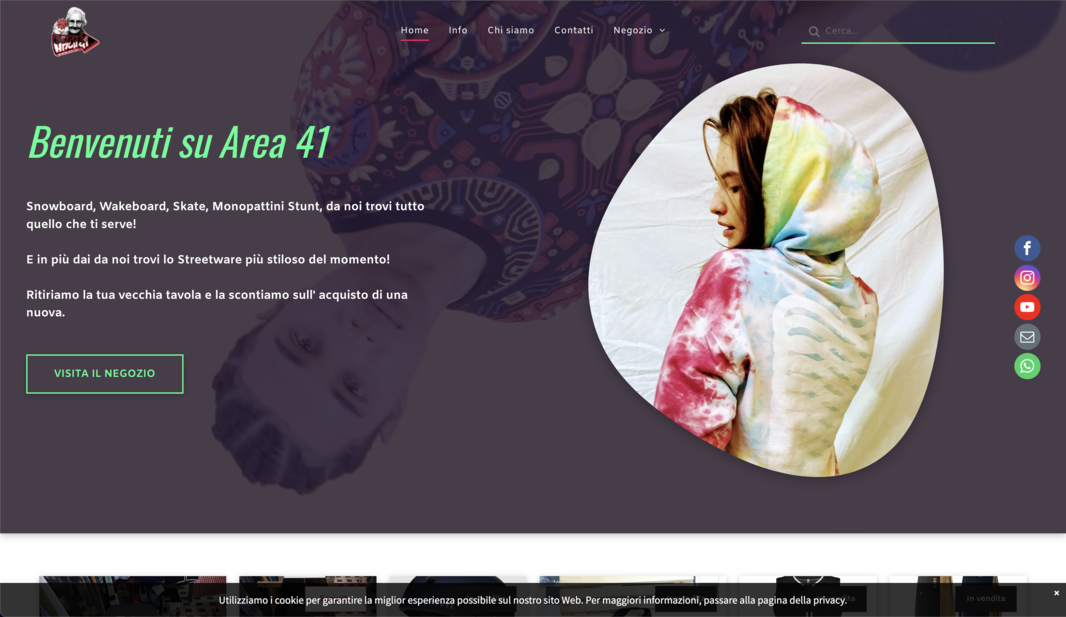 Home Info Chi siamo Contatti Negozio
Cerca...
Benvenuti su Area 41
Snowboard, Wakeboard, Skate, Monopattini Stunt, da noi trovi tutto
quello che ti serve!
E in più dai da noi trovi lo Streetware più stiloso del momento!
Ritiriamo la tua vecchia tavola e la scontiamo sull' acquisto di una
nuova.
VISITA IL NEGOZIO
In vendita
Utilizziamo i cookie per garantire la miglior esperienza possibile sul nostro sito Web. Per maggiori informazioni, passare alla pagina della privacy.